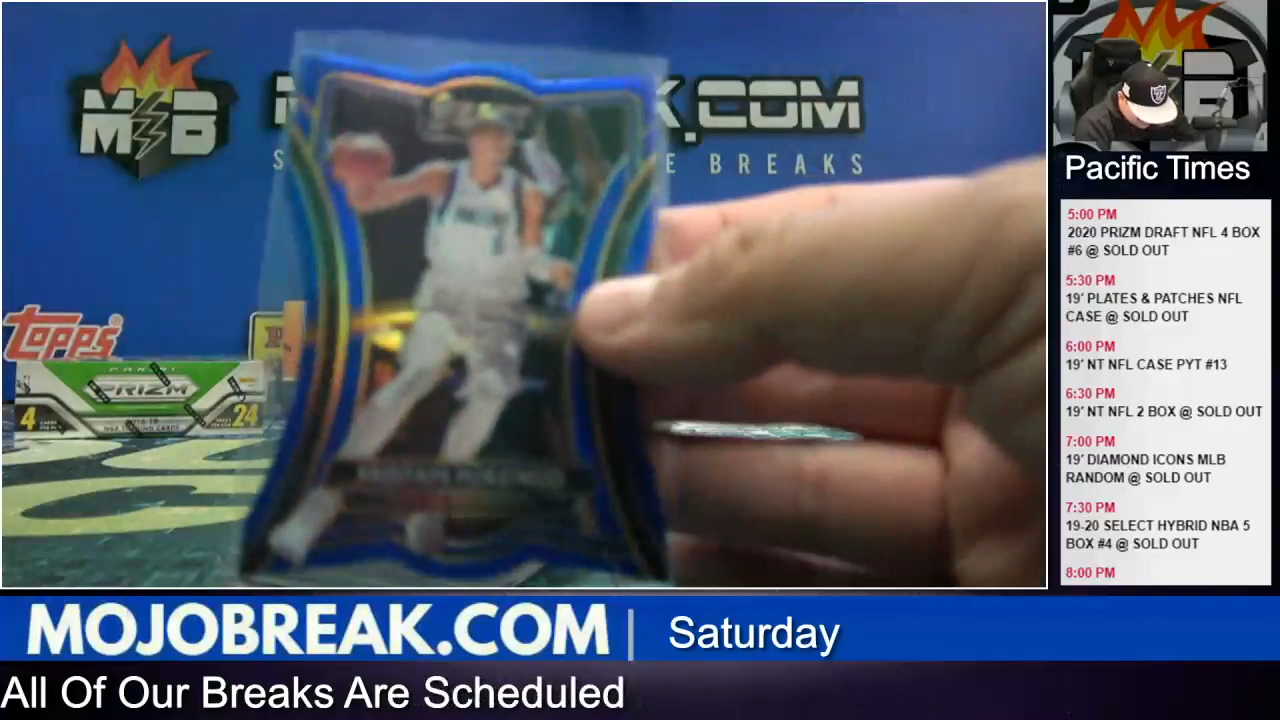 MB
.COM
E BREAKS
topps
PANINI
PRIZM
4
24
Pacific Times
5:00 PM
2020 PRIZM DRAFT NFL 4 BOX
#6 @ SOLD OUT
5:30 PM
19' PLATES & PATCHES NFL
CASE @ SOLD OUT
6:00 PM
19' NT NFL CASE PYT #13
6:30 PM
19' NT NFL 2 BOX @ SOLD OUT
7:00 PM
19' DIAMOND ICONS MLB
RANDOM @ SOLD OUT
7:30 PM
19-20 SELECT HYBRID NBA 5
BOX #4 @ SOLD OUT
8:00 PM
MOJOBREAK.COM | Saturday
All Of Our Breaks Are Scheduled